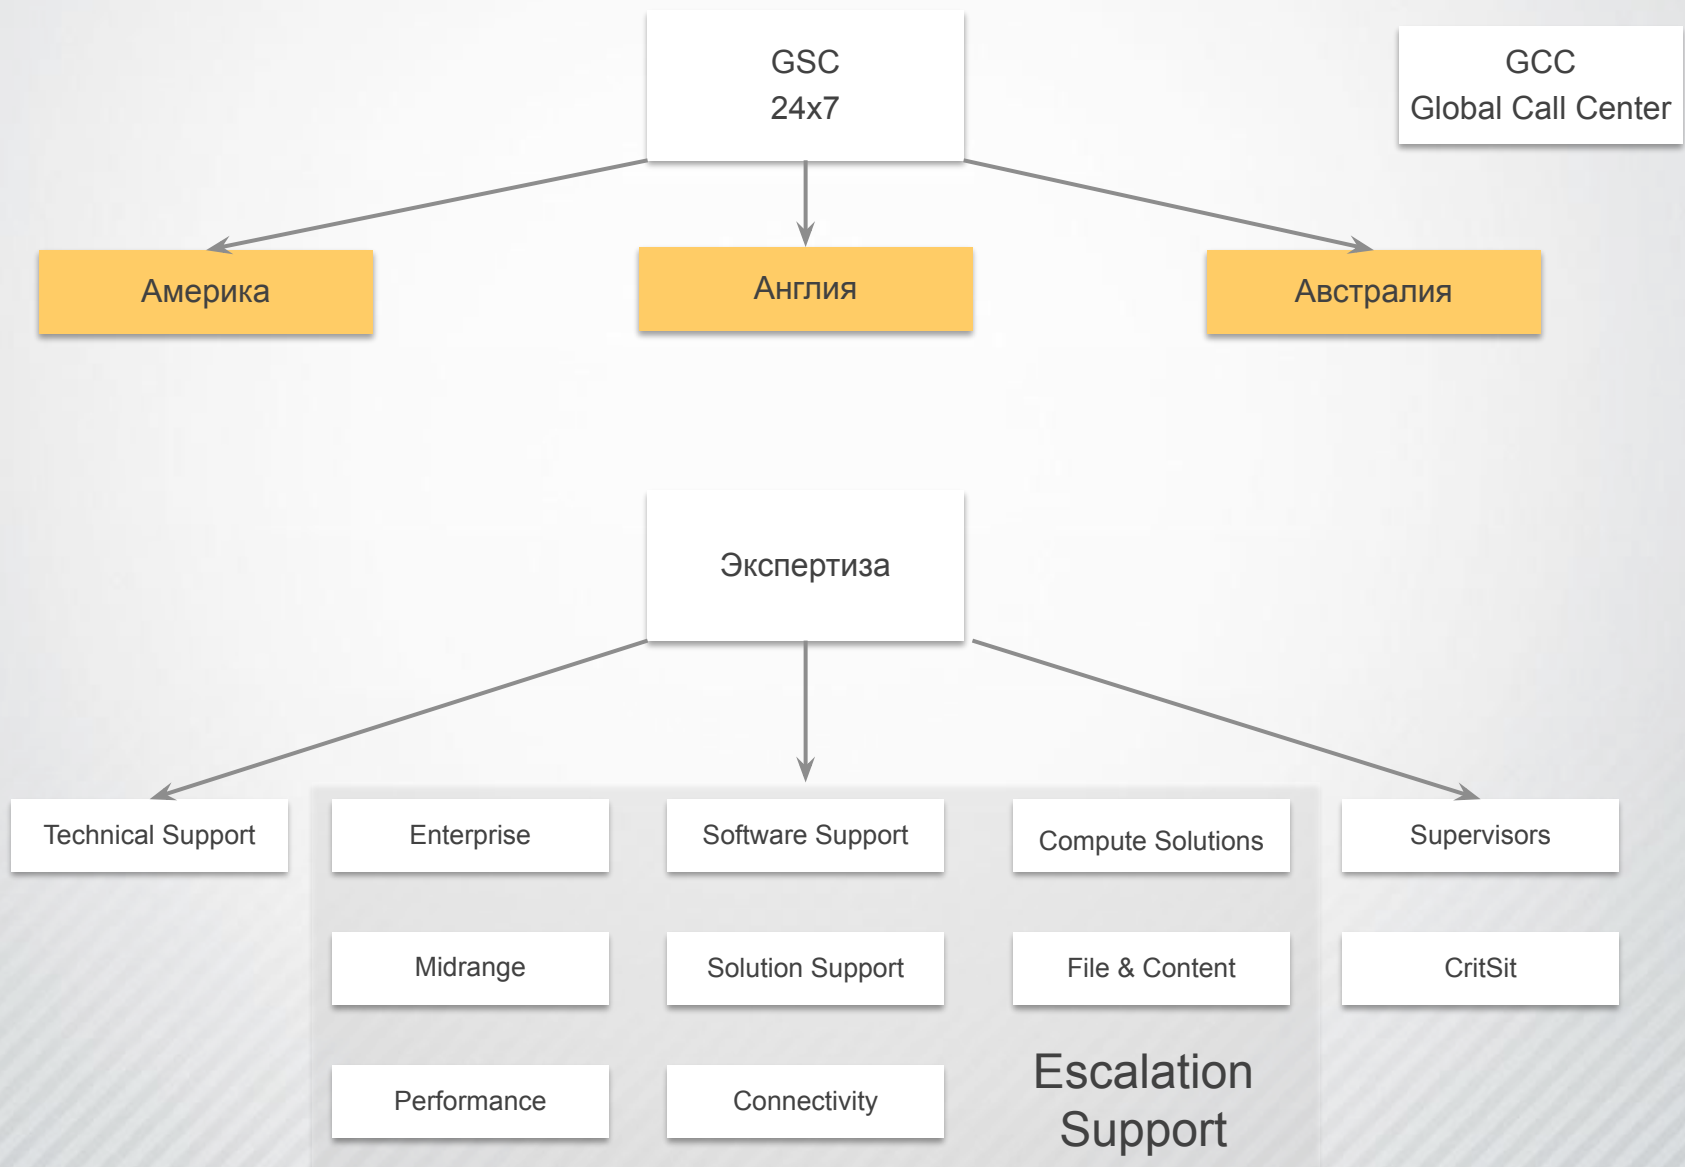 GSC
24x7
GCC
Global Call Center
Америка
Англия
Австралия
Экспертиза
Technical Support
Enterprise
Software Support
Compute Solutions
Supervisors
Midrange
Solution Support
File & Content
CritSit
Performance
Connectivity
Escalation
Support